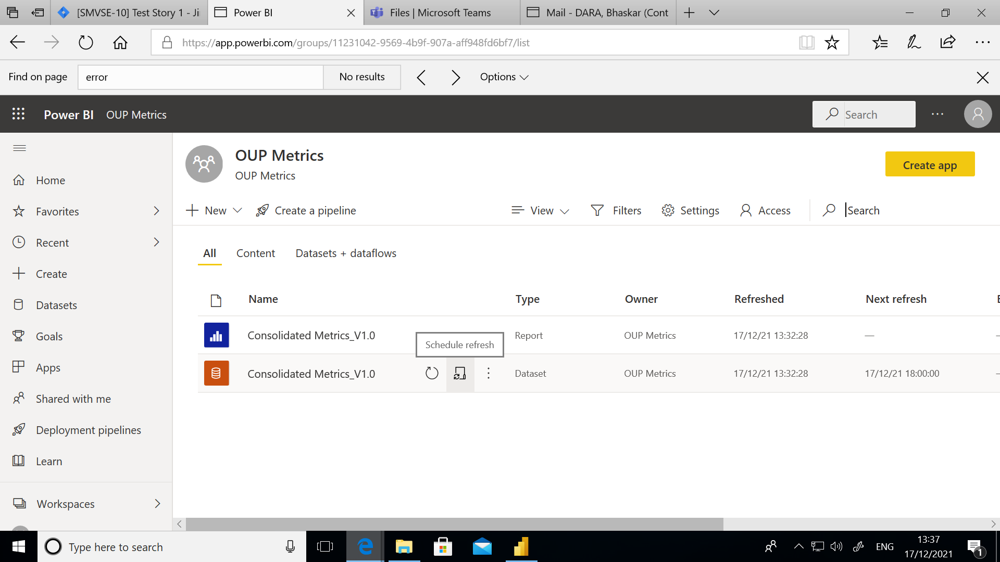 [SMVSE-10] Test Story 1 - Ji
Power BI
Files | Microsoft Teams
Mail - DARA, Bhaskar (Cont
https://app.powerbi.com/groups/11231042-9569-4b9f-907a-aff948fd6bf7/list
Find on page
error
No results
Options
Power BI
OUP Metrics
Search
OUP Metrics
OUP Metrics
Create app
New
Create a pipeline
View
Filters
Settings
Access
Search
Home
Favorites
Recent
Create
Datasets
Goals
Apps
Shared with me
Deployment pipelines
Learn
Workspaces
All
Content
Datasets + dataflows
Name
Type
Owner
Refreshed
Next refresh
Consolidated Metrics_V1.0
Report
OUP Metrics
17/12/21 13:32:28
—
Schedule refresh
Consolidated Metrics_V1.0
Dataset
OUP Metrics
17/12/21 13:32:28
17/12/21 18:00:00
Type here to search
ENG
13:37
17/12/2021
1